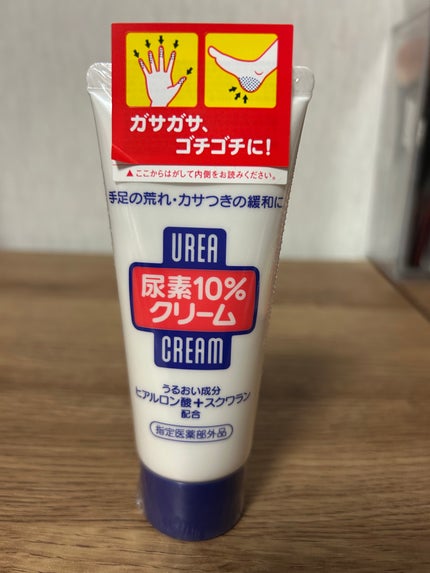 ガサガサ、
ゴチゴチに!
▲ここからはがして内側をお読みください。
手足の荒れ・カサつきの緩和に
UREA
尿素10%
クリーム
CREAM
うるおい成分
ヒアルロン酸+スクワラン
配合
指定医薬部外品